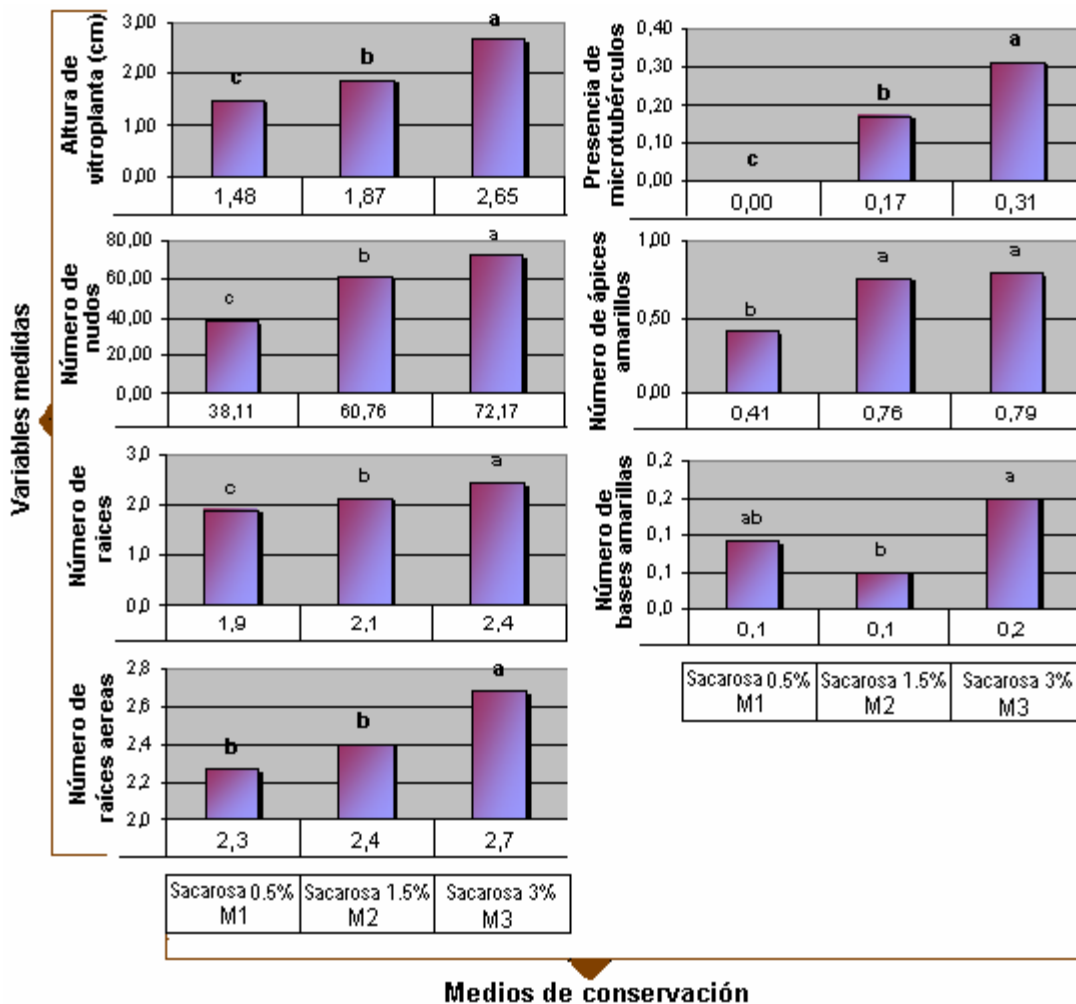 Variables medidas
Altura de
vitroplanta (cm)
3,00
2,00
1,00
0,00
c
b
a
1,48
1,87
2,65
Número de
nudos
80,00
60,00
40,00
20,00
0,00
c
b
a
38,11
60,76
72,17
Número de
raices
3,0
2,0
1,0
0,0
c
b
a
1,9
2,1
2,4
Número de
raíces aereas
2,8
2,6
2,4
2,2
2,0
b
b
a
2,3
2,4
2,7
Sacarosa 0.5%
M1
Sacarosa 1.5%
M2
Sacarosa 3%
M3
Presencia de
microtubérculos
0,40
0,30
0,20
0,10
0,00
c
b
a
0,00
0,17
0,31
Número de ápices
amarillos
1,00
0,50
0,00
b
a
a
0,41
0,76
0,79
Número de
bases amarillas
0,2
0,2
0,1
0,1
0,0
ab
b
a
0,1
0,1
0,2
Sacarosa 0.5%
M1
Sacarosa 1.5%
M2
Sacarosa 3%
M3
Medios de conservación